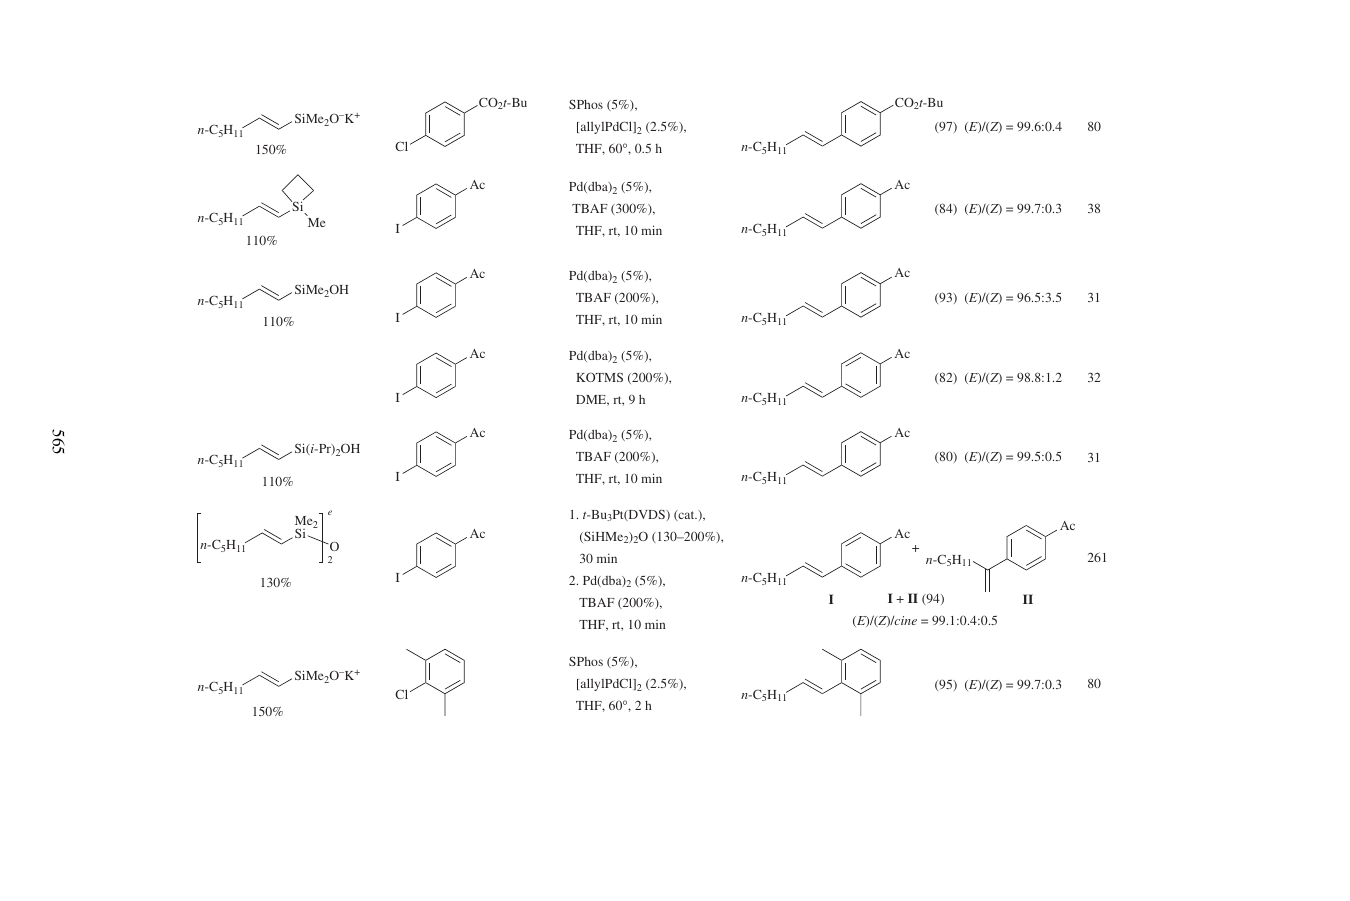 n-C5H11 SiMe2O–K+
150%
Cl CO2t-Bu
SPhos (5%),
[allylPdCl]2 (2.5%),
THF, 60°, 0.5 h
n-C5H11 CO2t-Bu
(97) (E)/(Z) = 99.6:0.4 80
n-C5H11 Si Me
110%
I Ac
Pd(dba)2 (5%),
TBAF (300%),
THF, rt, 10 min
n-C5H11 Ac
(84) (E)/(Z) = 99.7:0.3 38
n-C5H11 SiMe2OH
110%
I Ac
Pd(dba)2 (5%),
TBAF (200%),
THF, rt, 10 min
n-C5H11 Ac
(93) (E)/(Z) = 96.5:3.5 31
I Ac
Pd(dba)2 (5%),
KOTMS (200%),
DME, rt, 9 h
n-C5H11 Ac
(82) (E)/(Z) = 98.8:1.2 32
n-C5H11 Si(i-Pr)2OH
110%
I Ac
Pd(dba)2 (5%),
TBAF (200%),
THF, rt, 10 min
n-C5H11 Ac
(80) (E)/(Z) = 99.5:0.5 31
n-C5H11 Me2 Si O 2 e
130%
I Ac
1. t-Bu3Pt(DVDS) (cat.),
(SiHMe2)2O (130–200%),
30 min
2. Pd(dba)2 (5%),
TBAF (200%),
THF, rt, 10 min
n-C5H11 Ac + n-C5H11 Ac
261
I I + II (94) II
(E)/(Z)/cine = 99.1:0.4:0.5
n-C5H11 SiMe2O–K+
150%
Cl
SPhos (5%),
[allylPdCl]2 (2.5%),
THF, 60°, 2 h
n-C5H11
(95) (E)/(Z) = 99.7:0.3 80
565